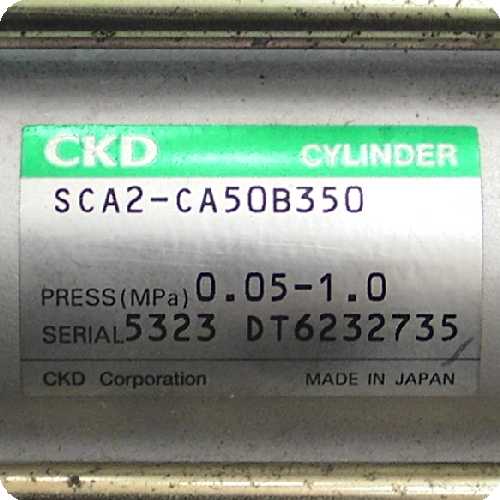 CKD CYLINDER
SCA2-CA50B350
PRESS(MPa) 0.05-1.0
SERIAL 5323 DT6232735
CKD Corporation MADE IN JAPAN